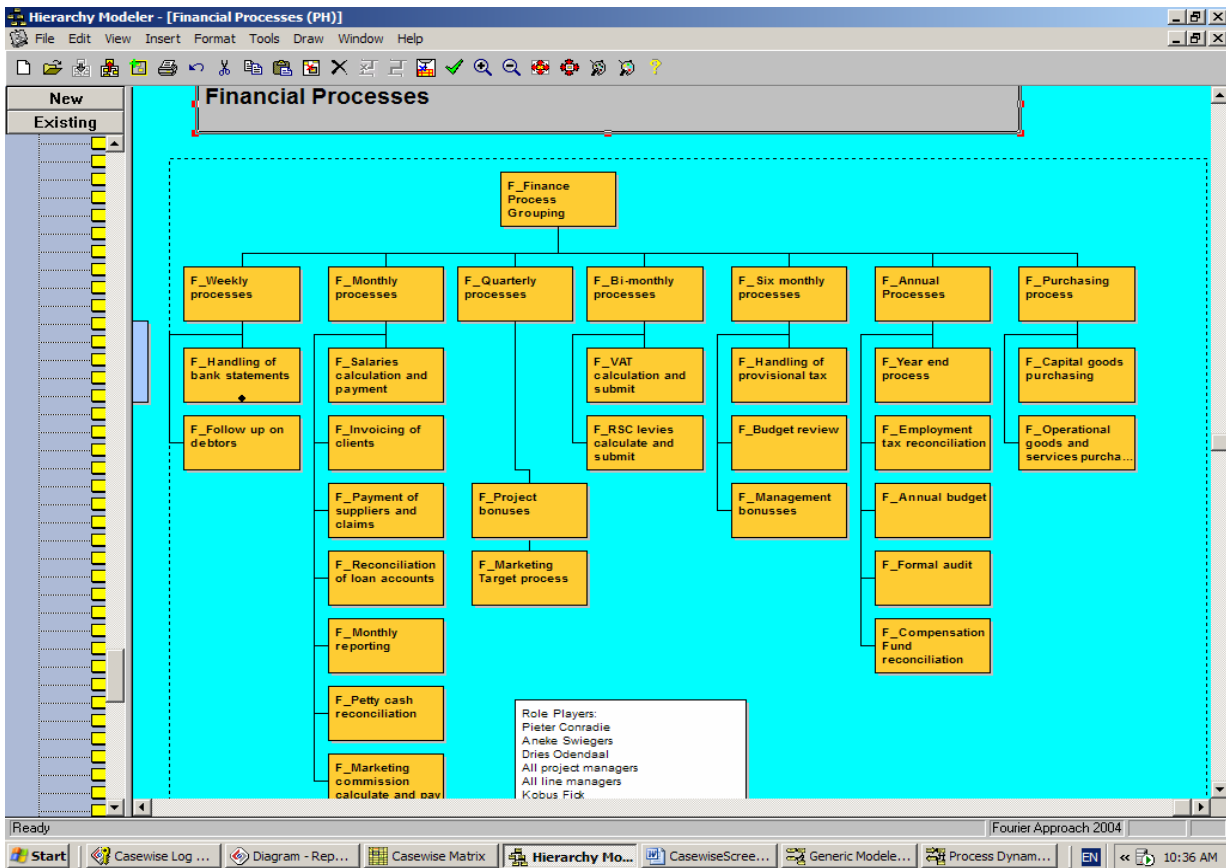 Hierarchy Modeler - [Financial Processes (PH)]
File Edit View Insert Format Tools Draw Window Help
New
Existing
Financial Processes
F_Finance
Process
Grouping
F_Weekly
processes
F_Monthly
processes
F_Quarterly
processes
F_Bi-monthly
processes
F_Six monthly
processes
F_Annual
Processes
F_Purchasing
process
F_Handling of
bank statements
F_Salaries
calculation and
payment
F_VAT
calculation and
submit
F_Handling of
provisional tax
F_Year end
process
F_Capital goods
purchasing
F_Follow up on
debtors
F_Invoicing of
clients
F_RSC levies
calculate and
submit
F_Budget review
F_Employment
tax reconciliation
F_Operational
goods and
services purcha...
F_Payment of
suppliers and
claims
F_Project
bonuses
F_Management
bonusses
F_Annual budget
F_Reconciliation
of loan accounts
F_Marketing
Target process
F_Formal audit
F_Monthly
reporting
F_Compensation
Fund
reconciliation
F_Petty cash
reconciliation
F_Marketing
commission
calculate and pay
Role Players:
Pieter Conradie
Aneke Swiegers
Dries Odendaal
All project managers
All line managers
Kobus Fick
Ready
Fourier Approach 2004
Start
Casewise Log ...
Diagram - Rep...
Casewise Matrix
Hierarchy Mo...
CasewiseScree...
Generic Modele...
Process Dynam...
EN
«
10:36 AM